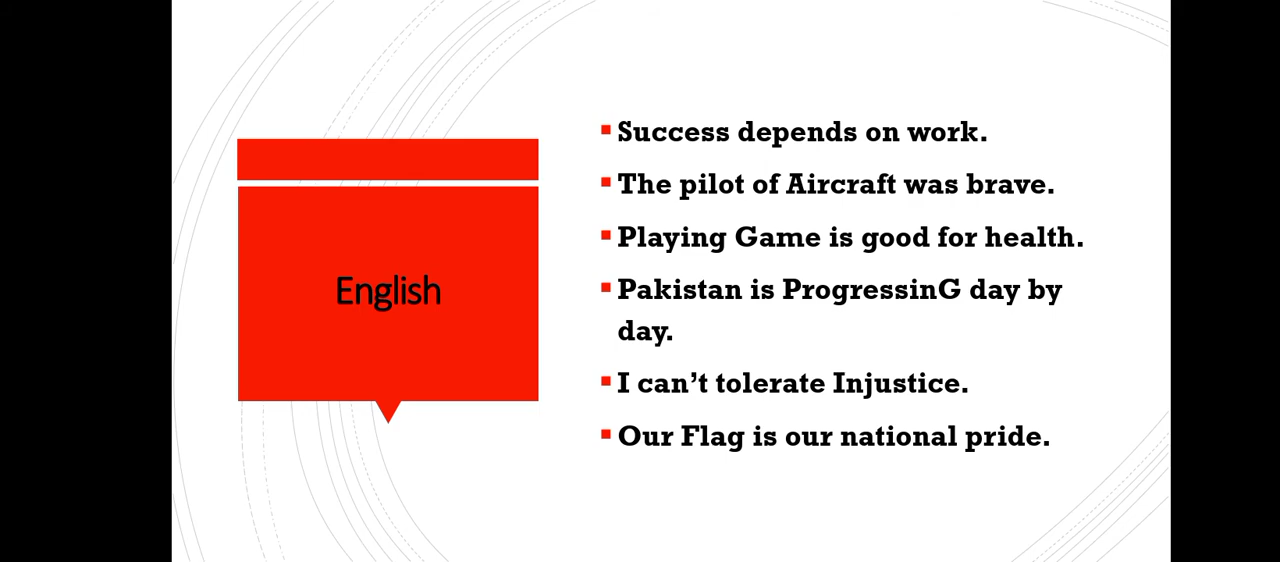 English
Success depends on work.
The pilot of Aircraft was brave.
Playing Game is good for health.
Pakistan is ProgressinG day by
day.
I can’t tolerate Injustice.
Our Flag is our national pride.